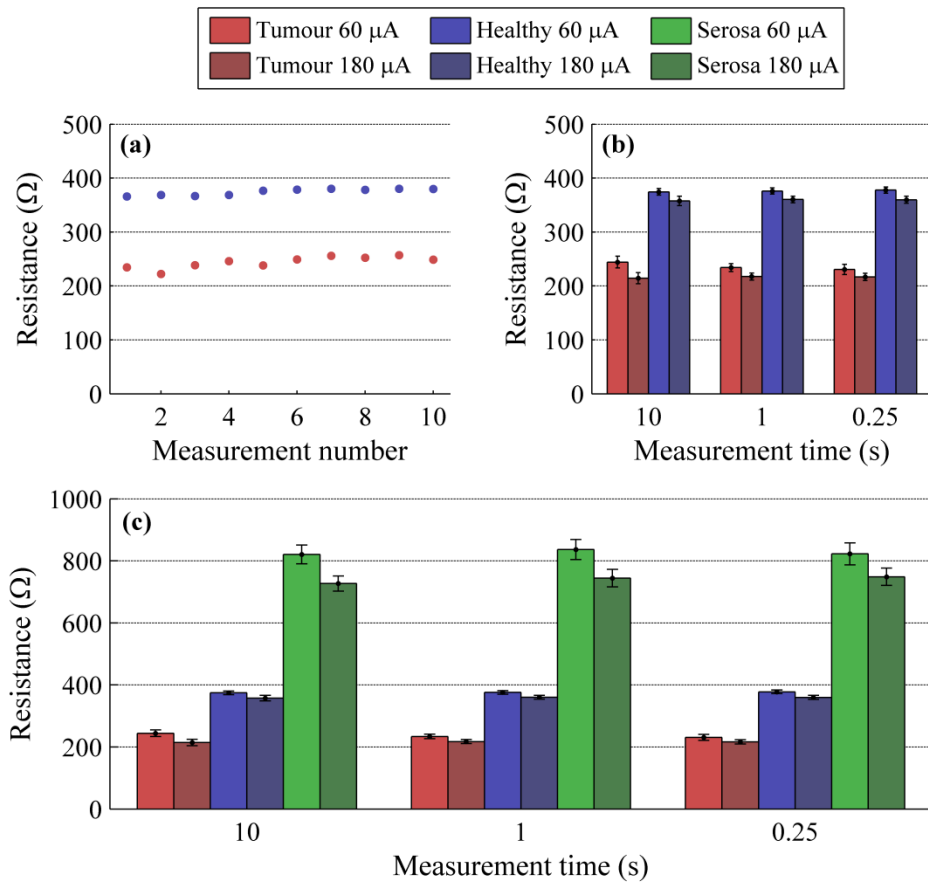 Tumour 60 μA Healthy 60 μA Serosa 60 μA
Tumour 180 μA Healthy 180 μA Serosa 180 μA
(a)
Resistance (Ω)
500
400
300
200
100
0
2 4 6 8 10
Measurement number
(b)
Resistance (Ω)
500
400
300
200
100
0
10 1 0.25
Measurement time (s)
(c)
Resistance (Ω)
1000
800
600
400
200
0
10 1 0.25
Measurement time (s)